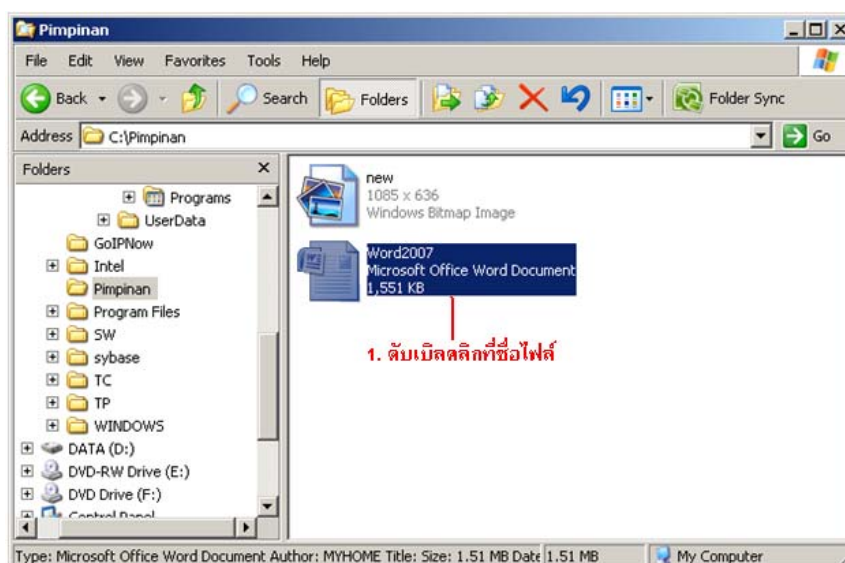 Pimpinan
File Edit View Favorites Tools Help
Back Search Folders Folder Sync
Address C:\Pimpinan Go
Folders
Programs
UserData
GoIPNow
Intel
Pimpinan
Program Files
SW
sybase
TC
TP
WINDOWS
DATA (D:)
DVD-RW Drive (E:)
DVD Drive (F:)
Control Panel
new
1085 x 636
Windows Bitmap Image
Word2007
Microsoft Office Word Document
1,551 KB
1. ดับเบิลคลิกที่ชื่อไฟล์
Type: Microsoft Office Word Document Author: MYHOME Title: Size: 1.51 MB Date 1.51 MB My Computer